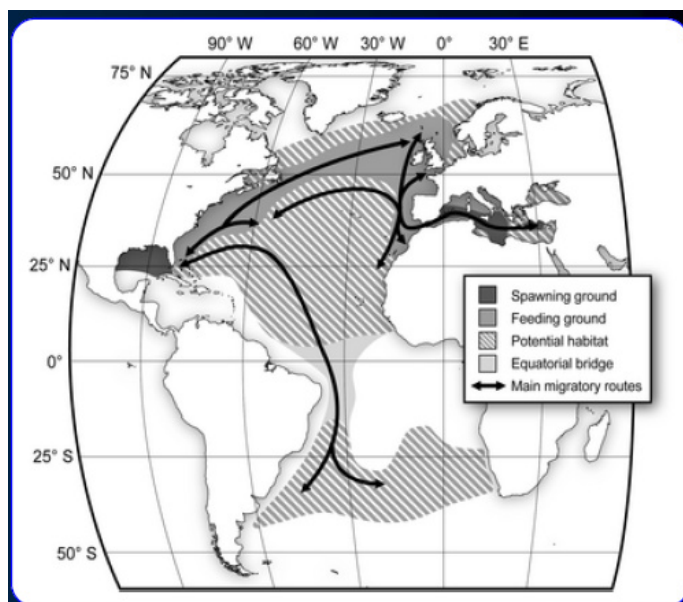 90° W 60° W 30° W 0° 30° E
75° N
50° N
25° N
0°
25° S
50° S
Spawning ground
Feeding ground
Potential habitat
Equatorial bridge
Main migratory routes